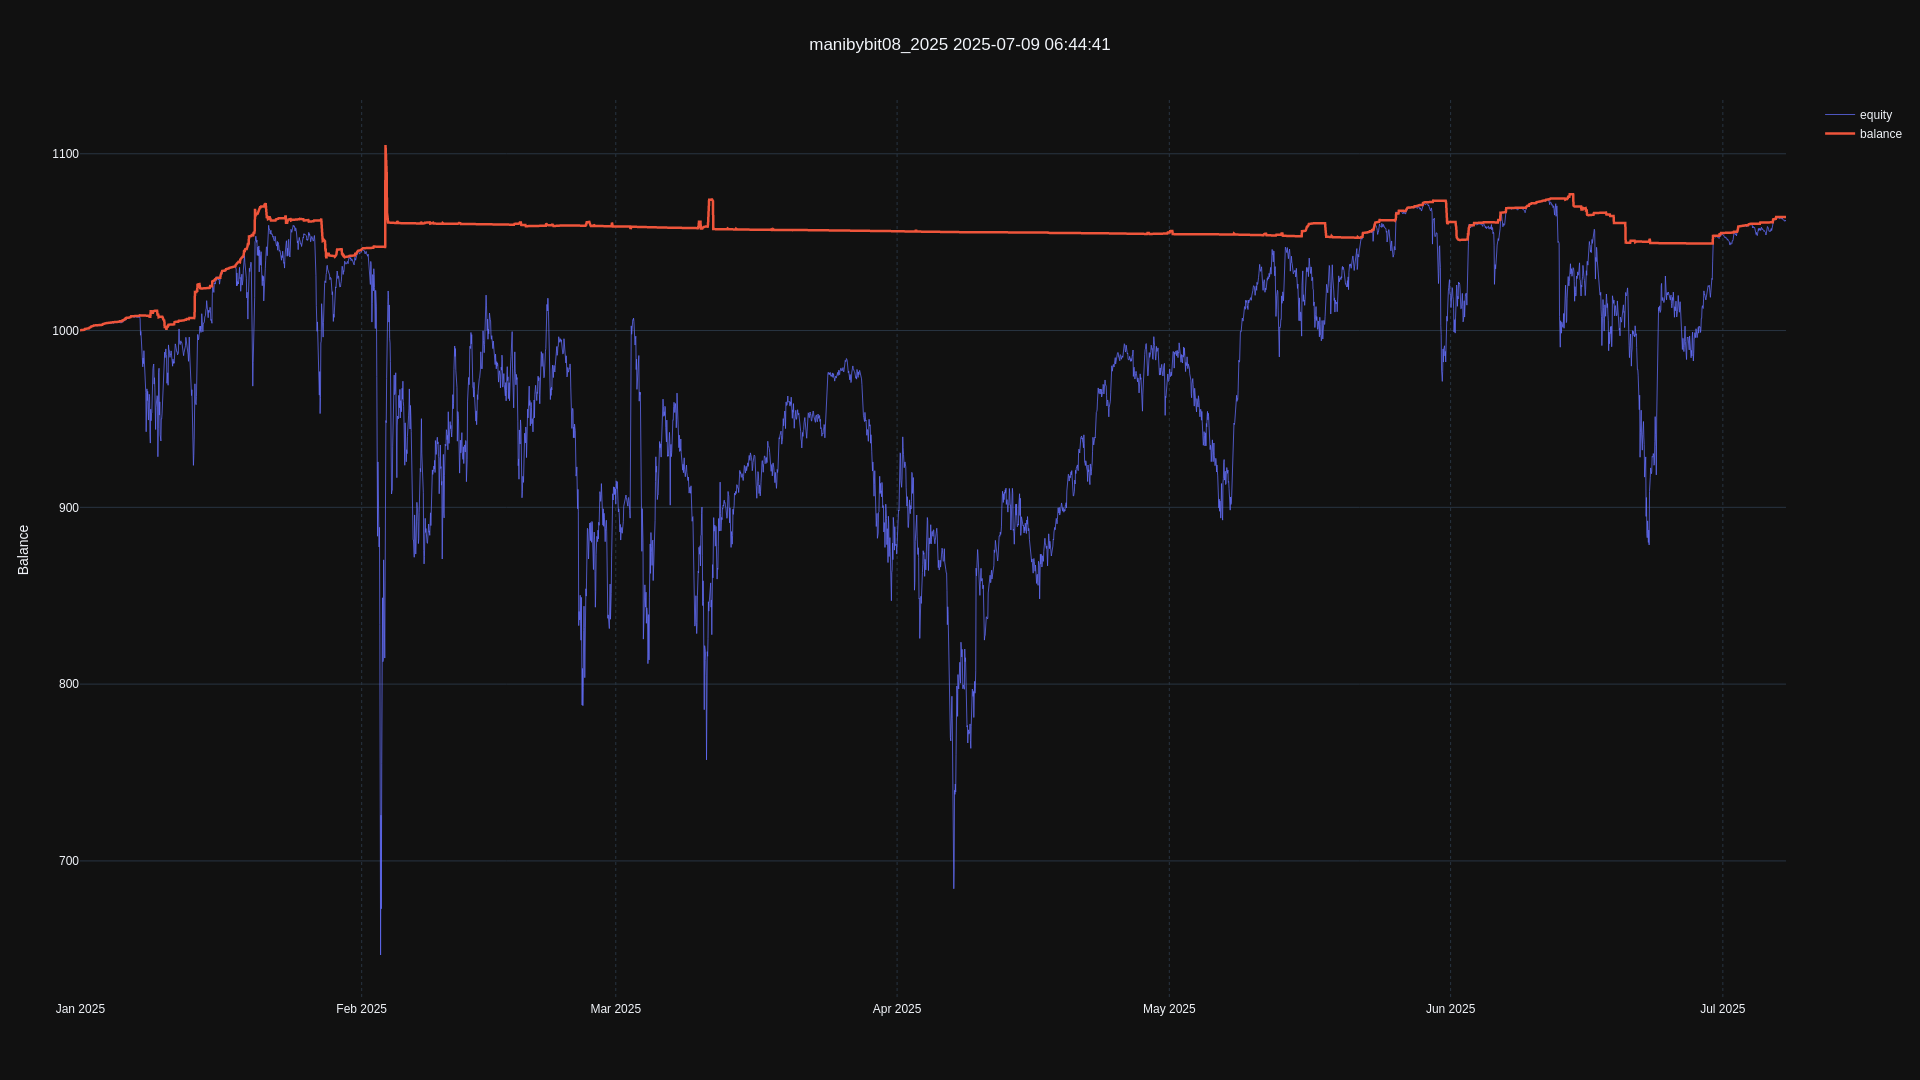 manibybit08_2025 2025-07-09 06:44:41
equity
balance
1100
1000
900
800
700
Balance
Jan 2025
Feb 2025
Mar 2025
Apr 2025
May 2025
Jun 2025
Jul 2025